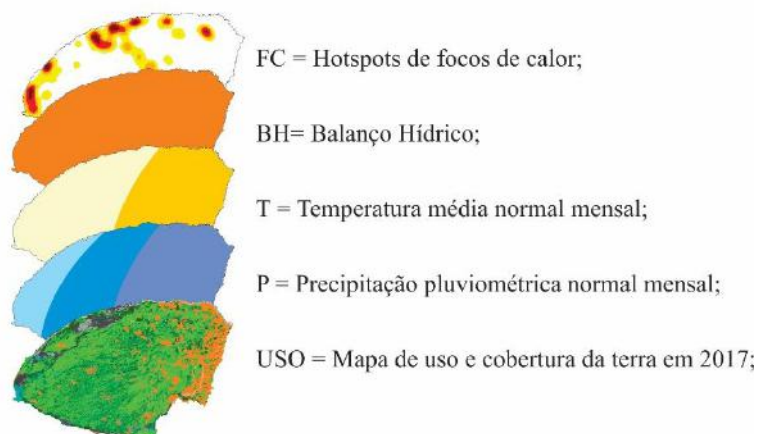 FC = Hotspots de focos de calor;
BH= Balanço Hídrico;
T = Temperatura média normal mensal;
P = Precipitação pluviométrica normal mensal;
USO = Mapa de uso e cobertura da terra em 2017;